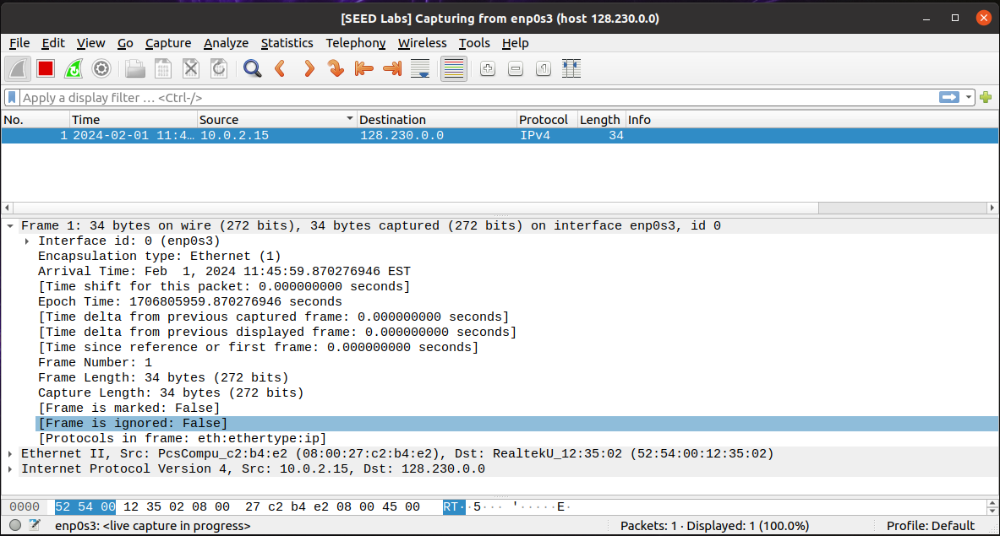 [SEED Labs] Capturing from enp0s3 (host 128.230.0.0)
File Edit View Go Capture Analyze Statistics Telephony Wireless Tools Help
Apply a display filter … <Ctrl-/>
No. Time Source Destination Protocol Length Info
1 2024-02-01 11:4… 10.0.2.15 128.230.0.0 IPv4 34
Frame 1: 34 bytes on wire (272 bits), 34 bytes captured (272 bits) on interface enp0s3, id 0
Interface id: 0 (enp0s3)
Encapsulation type: Ethernet (1)
Arrival Time: Feb  1, 2024 11:45:59.870276946 EST
[Time shift for this packet: 0.000000000 seconds]
Epoch Time: 1706805959.870276946 seconds
[Time delta from previous captured frame: 0.000000000 seconds]
[Time delta from previous displayed frame: 0.000000000 seconds]
[Time since reference or first frame: 0.000000000 seconds]
Frame Number: 1
Frame Length: 34 bytes (272 bits)
Capture Length: 34 bytes (272 bits)
[Frame is marked: False]
[Frame is ignored: False]
[Protocols in frame: eth:ethertype:ip]
Ethernet II, Src: PcsCompu_c2:b4:e2 (08:00:27:c2:b4:e2), Dst: RealtekU_12:35:02 (52:54:00:12:35:02)
Internet Protocol Version 4, Src: 10.0.2.15, Dst: 128.230.0.0
0000 52 54 00 12 35 02 08 00 27 c2 b4 e2 08 00 45 00 RT··5··· '·····E·
enp0s3: <live capture in progress> Packets: 1 · Displayed: 1 (100.0%) Profile: Default